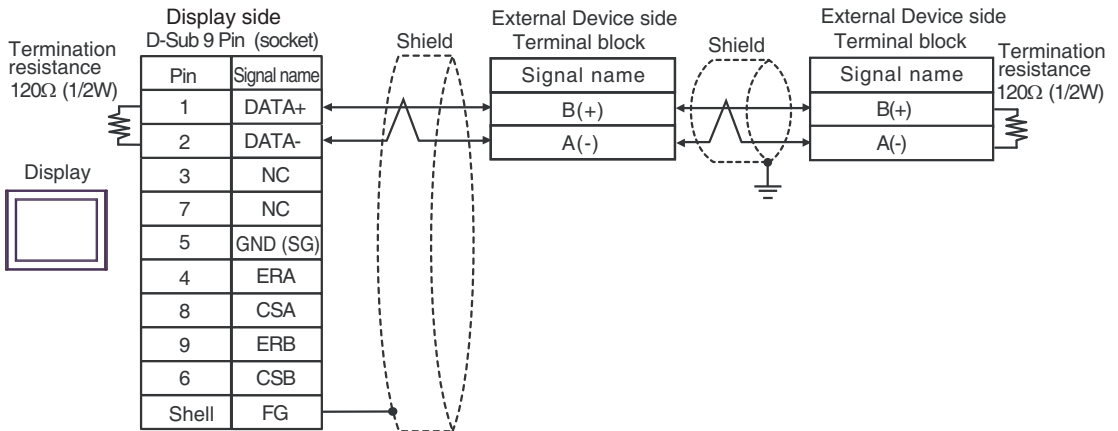 Display side
D-Sub 9 Pin (socket)
Termination
resistance
120Ω (1/2W)
Display
Pin Signal name
1 DATA+
2 DATA-
3 NC
7 NC
5 GND (SG)
4 ERA
8 CSA
9 ERB
6 CSB
Shell FG
Shield
External Device side
Terminal block
Signal name
B(+)
A(-)
Shield
External Device side
Terminal block
Signal name
B(+)
A(-)
Termination
resistance
120Ω (1/2W)